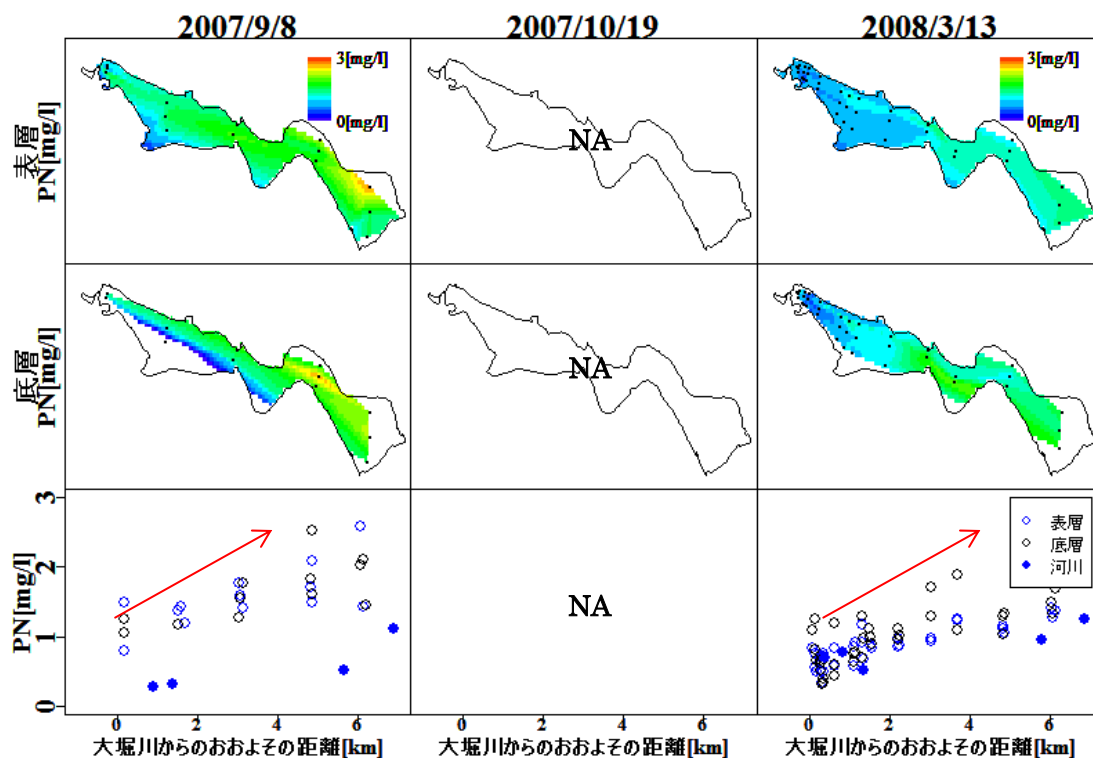 2007/9/8
2007/10/19
2008/3/13
表層
PN[mg/l]
3[mg/l]
0[mg/l]
NA
3[mg/l]
0[mg/l]
底層
PN[mg/l]
NA
PN[mg/l]
3
2
1
0
NA
表層
底層
河川
0 2 4 6
0 2 4 6
0 2 4 6
大堀川からのおおよその距離[km]
大堀川からのおおよその距離[km]
大堀川からのおおよその距離[km]